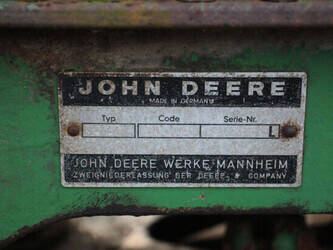 JOHN DEERE
MADE IN GERMANY
Typ Code Serie-Nr.
L
JOHN DEERE WERKE MANNHEIM
ZWEIGNIEDERLASSUNG DER DEERE & COMPANY